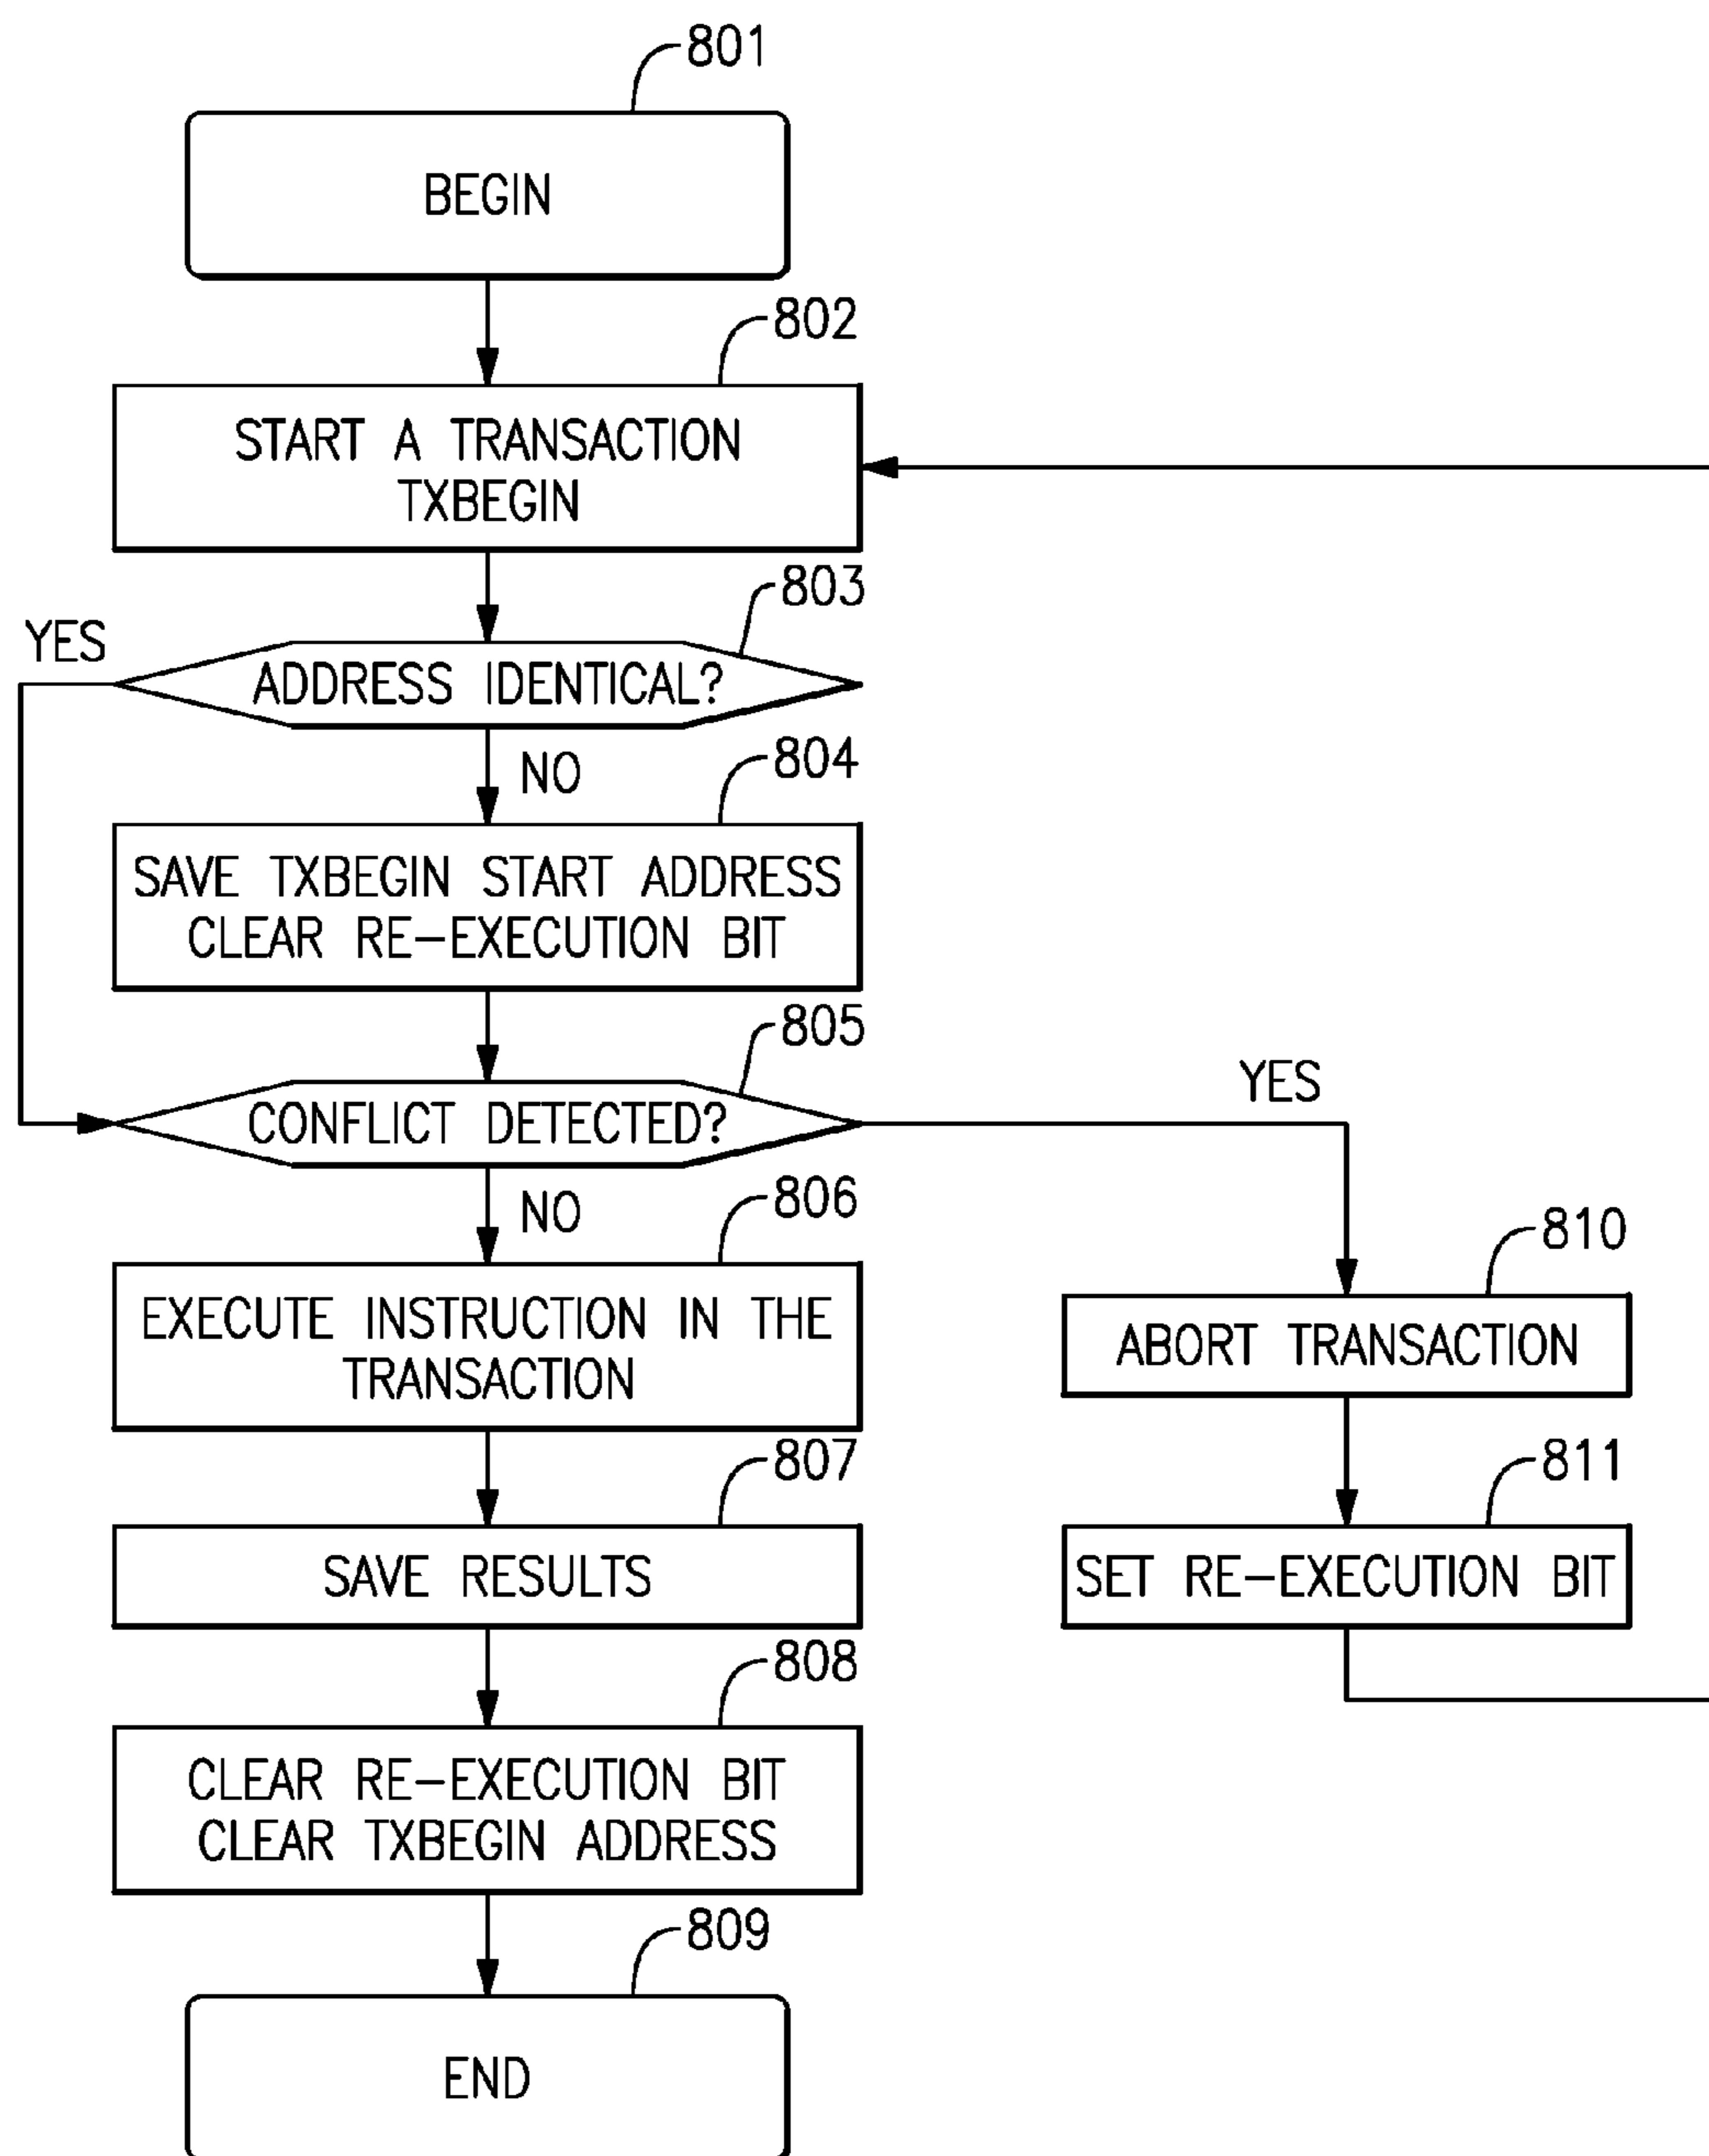 801
BEGIN
802
START A TRANSACTION
TXBEGIN
803
YES
ADDRESS IDENTICAL?
NO
804
SAVE TXBEGIN START ADDRESS
CLEAR RE-EXECUTION BIT
805
YES
CONFLICT DETECTED?
NO
806
EXECUTE INSTRUCTION IN THE
TRANSACTION
810
ABORT TRANSACTION
807
SAVE RESULTS
811
SET RE-EXECUTION BIT
808
CLEAR RE-EXECUTION BIT
CLEAR TXBEGIN ADDRESS
809
END